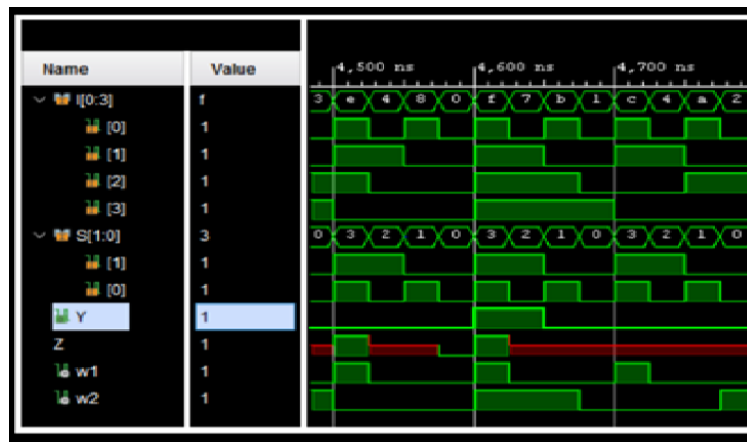 Name Value 4,500 ns 4,600 ns 4,700 ns
I[0:3] f 3 e 4 8 0 f 7 b 1 c 4 a 2
[0] 1
[1] 1
[2] 1
[3] 1
S[1:0] 3 0 3 2 1 0 3 2 1 0 3 2 1 0
[1] 1
[0] 1
Y 1
Z 1
w1 1
w2 1